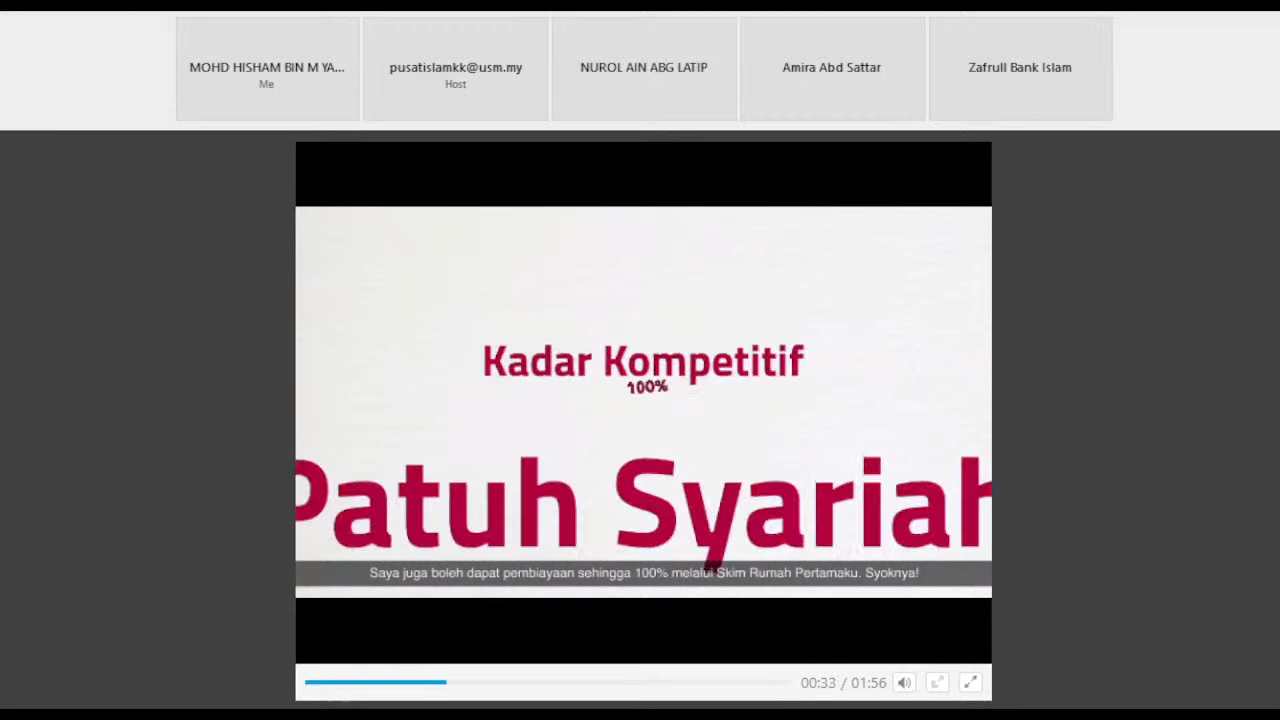 MOHD HISHAM BIN M YA...
Me
pusatislamkk@usm.my
Host
NUROL AIN ABG LATIP
Amira Abd Sattar
Zafrull Bank Islam
Kadar Kompetitif
100%
Patuh Syariah
Saya juga boleh dapat pembiayaan sehingga 100% melalui Skim Rumah Pertamaku. Syoknya!
00:33 / 01:56